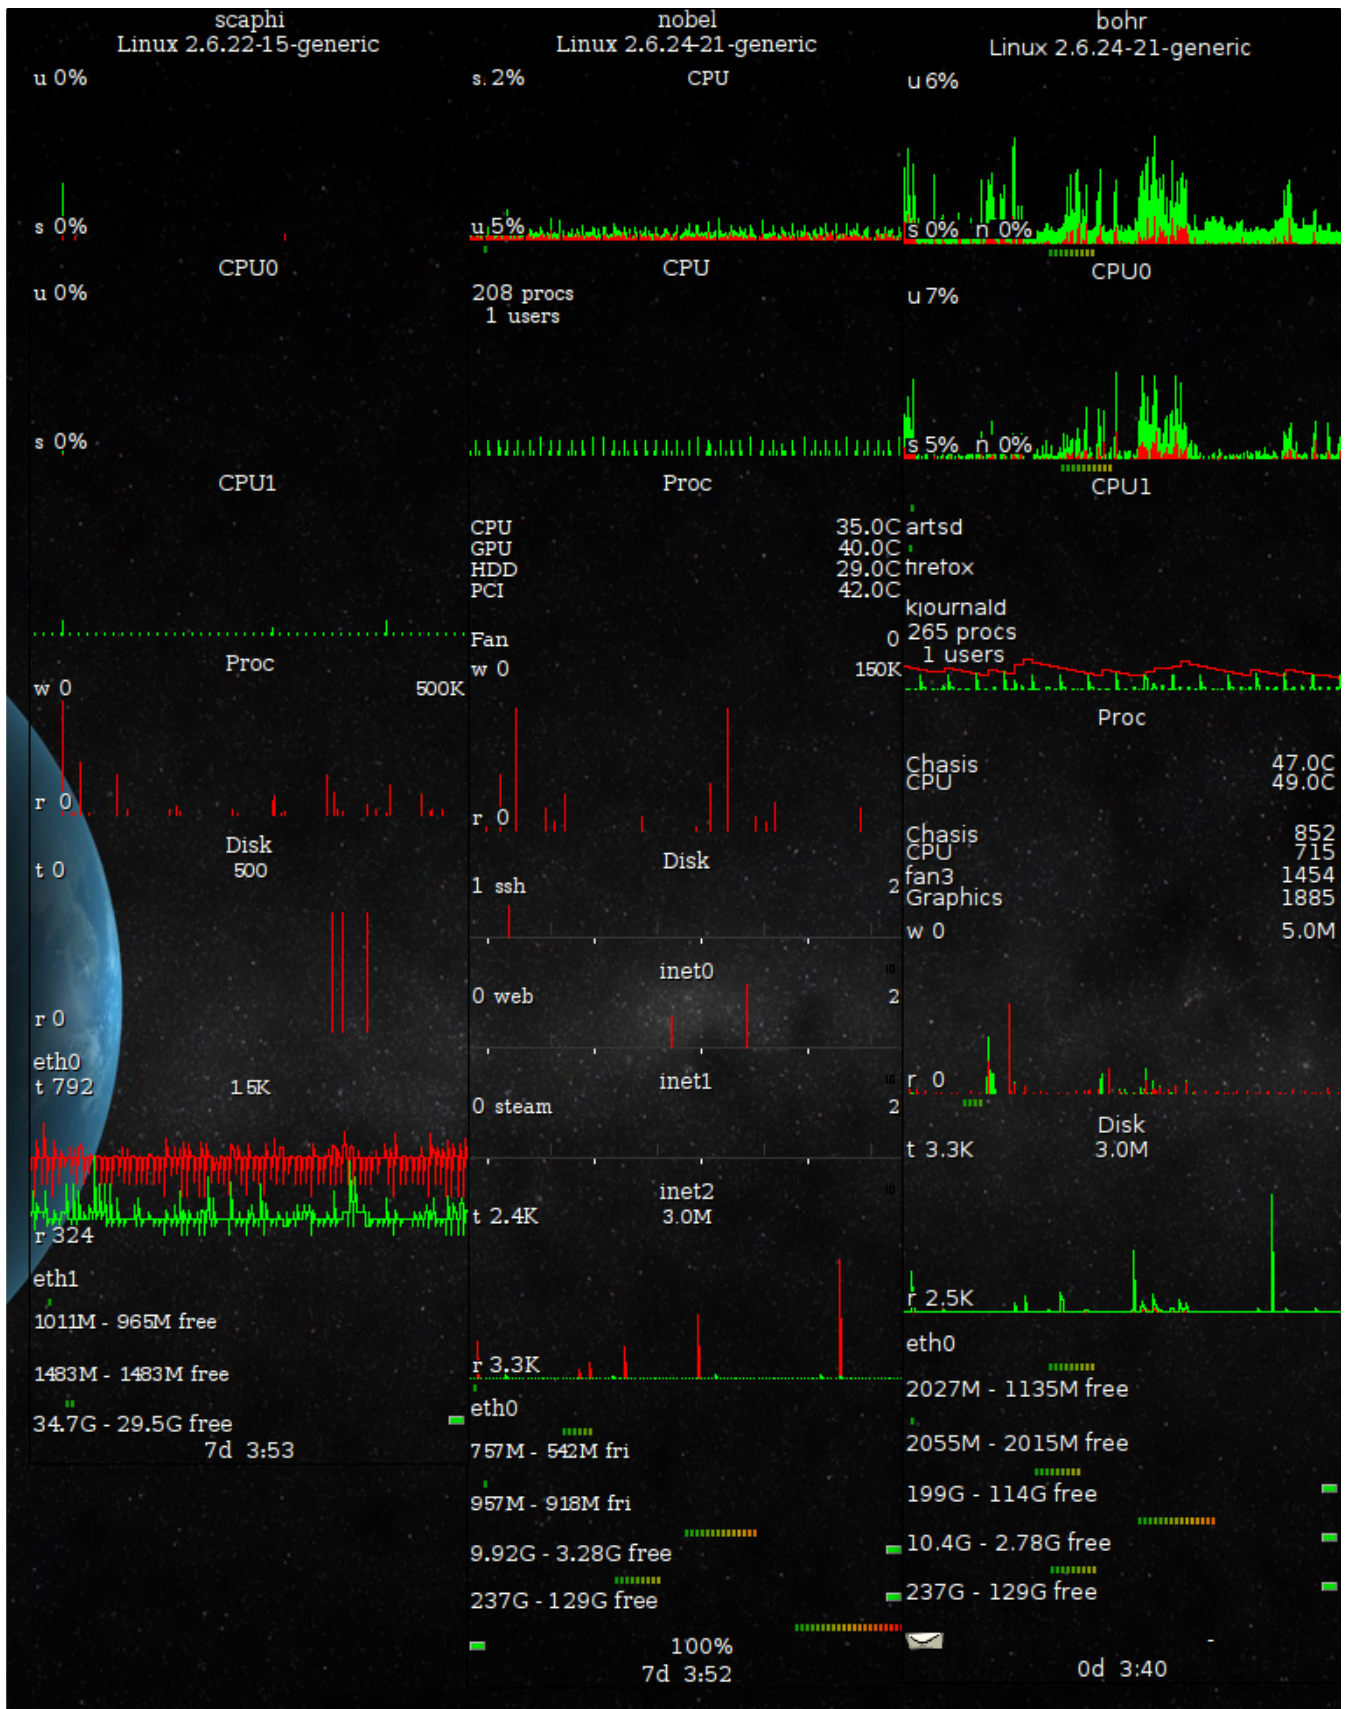 scaphi
Linux 2.6.22-15-generic
u 0%
s 0%
CPU0
u 0%
s 0%
CPU1
Proc
w 0 500K
r 0
Disk
t 0 500
r 0
eth0
t 792 1.5K
r 324
eth1
1011M - 965M free
1483M - 1483M free
34.7G - 29.5G free
7d 3:53
nobel
Linux 2.6.24-21-generic
s. 2% CPU
u 5%
CPU
208 procs
1 users
Proc
CPU 35.0C
GPU 40.0C
HDD 29.0C
PCI 42.0C
Fan 0
w 0 150K
r 0
Disk
1 ssh 2
inet0 10
0 web 2
inet1 10
0 steam 2
inet2 10
t 2.4K 3.0M
r 3.3K
eth0
757M - 542M fri
957M - 918M fri
9.92G - 3.28G free
237G - 129G free
100%
7d 3:52
bohr
Linux 2.6.24-21-generic
u 6%
s 0% n 0%
CPU0
u 7%
s 5% n 0%
CPU1
artsd
firefox
kjournald
265 procs
1 users
Proc
Chasis 47.0C
CPU 49.0C
Chasis 852
CPU 715
fan3 1454
Graphics 1885
w 0 5.0M
r 0
Disk
t 3.3K 3.0M
r 2.5K
eth0
2027M - 1135M free
2055M - 2015M free
199G - 114G free
10.4G - 2.78G free
237G - 129G free
-
0d 3:40